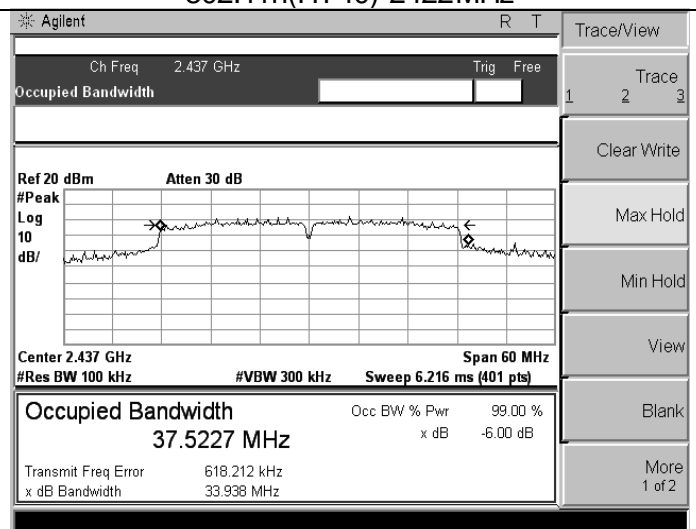 Agilent R T
Trace/View
Ch Freq 2.437 GHz Trig Free
Occupied Bandwidth
Trace
1 2 3
Clear Write
Ref 20 dBm Atten 30 dB
#Peak
Log
10
dB/
Max Hold
Min Hold
Center 2.437 GHz Span 60 MHz
#Res BW 100 kHz #VBW 300 kHz Sweep 6.216 ms (401 pts)
View
Occupied Bandwidth Occ BW % Pwr 99.00 %
37.5227 MHz x dB -6.00 dB
Blank
Transmit Freq Error 618.212 kHz
x dB Bandwidth 33.938 MHz
More
1 of 2